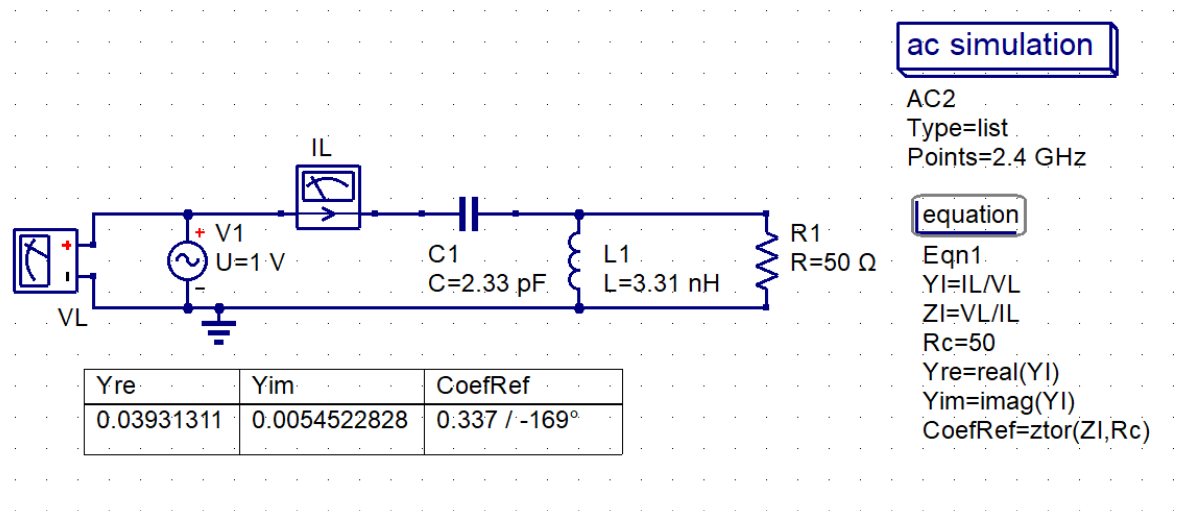 ac simulation
AC2
Type=list
Points=2.4 GHz
IL
+
V1
U=1 V
−
C1
C=2.33 pF
L1
L=3.31 nH
R1
R=50 Ω
+
-
VL
equation
Eqn1
YI=IL/VL
ZI=VL/IL
Rc=50
Yre=real(YI)
Yim=imag(YI)
CoefRef=ztor(ZI,Rc)
Yre Yim CoefRef
0.03931311 0.0054522828 0.337 / -169°